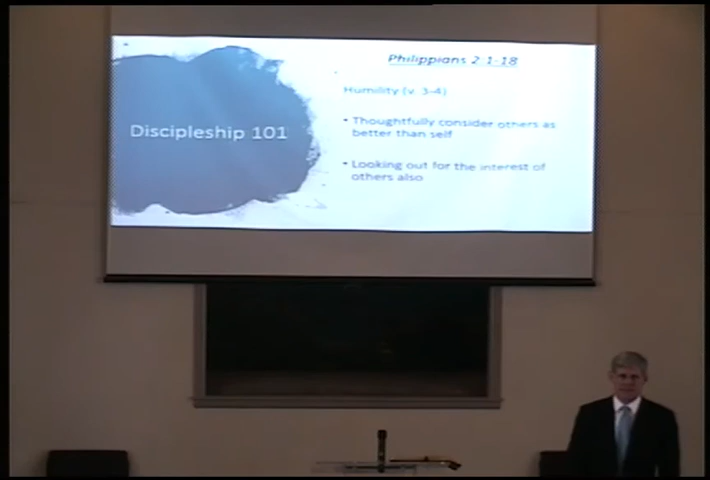 Discipleship 101
Philippians 2:1-18
Humility (v. 3-4)
• Thoughtfully consider others as
better than self
• Looking out for the interest of
others also